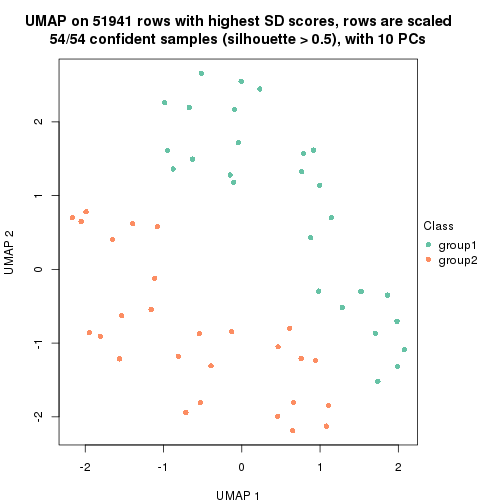 UMAP on 51941 rows with highest SD scores, rows are scaled
54/54 confident samples (silhouette > 0.5), with 10 PCs
2
1
0
-1
-2
UMAP 2
-2
-1
0
1
2
UMAP 1
Class
group1
group2